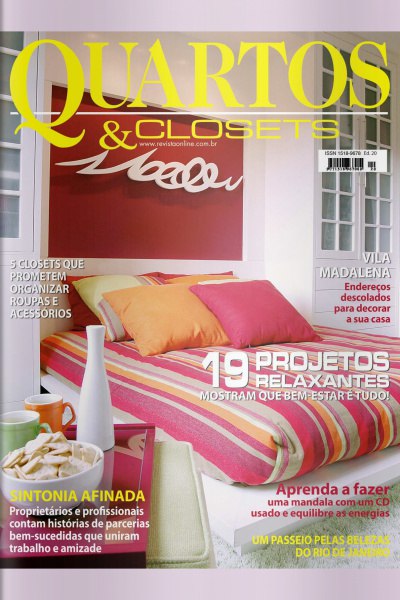 QUARTOS
& CLOSETS
www.revistaonline.com.br
ISSN 1518-9678 Ed. 20
5 CLOSETS QUE
PROMETEM
ORGANIZAR
ROUPAS E
ACESSÓRIOS
VILA
MADALENA
Endereços
descolados
para decorar
a sua casa
19 PROJETOS
RELAXANTES
MOSTRAM QUE BEM-ESTAR É TUDO!
SINTONIA AFINADA
Proprietários e profissionais
contam histórias de parcerias
bem-sucedidas que uniram
trabalho e amizade
Aprenda a fazer
uma mandala com um CD
usado e equilibre as energias
UM PASSEIO PELAS BELEZAS
DO RIO DE JANEIRO